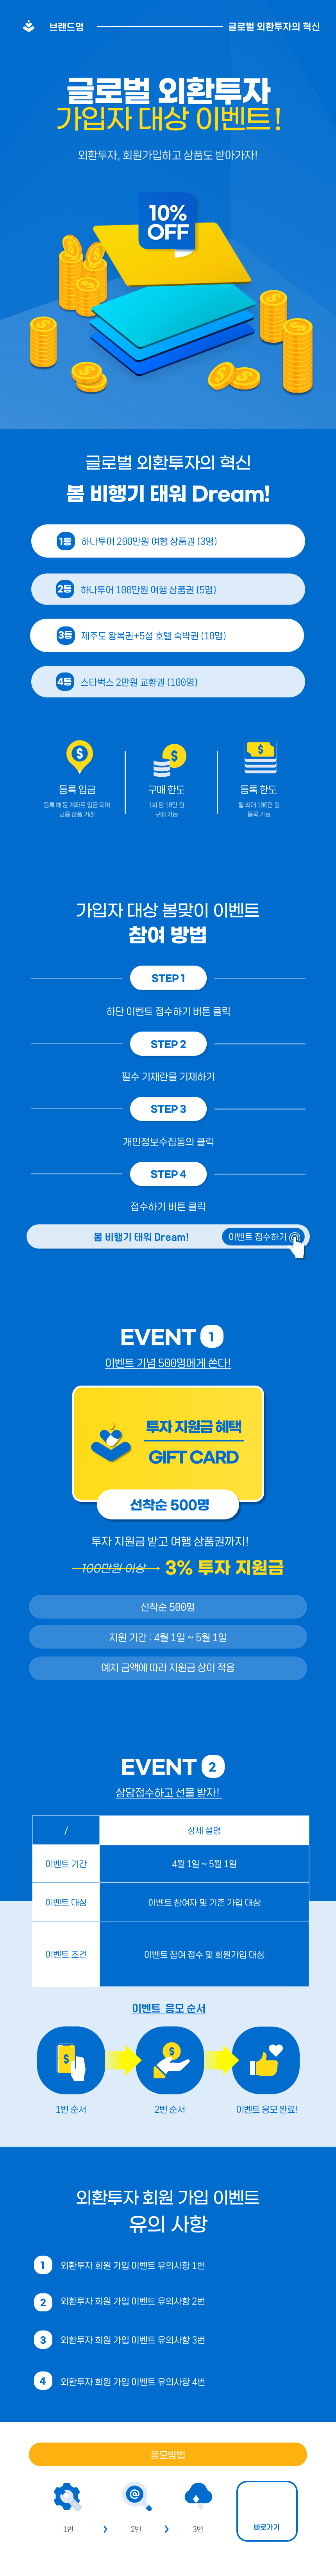 브랜드명
글로벌 외환투자의 혁신
글로벌 외환투자
가입자 대상 이벤트!
외환투자, 회원가입하고 상품도 받아가자!
10%
OFF
글로벌 외환투자의 혁신
봄 비행기 태워 Dream!
1등 하나투어 200만원 여행 상품권 (3명)
2등 하나투어 100만원 여행 상품권 (5명)
3등 제주도 왕복권+5성 호텔 숙박권 (10명)
4등 스타벅스 2만원 교환권 (100명)
등록 입금
등록 해 둔 계좌로 입금 되어
금융 상품 거래
구매 한도
1회 당 10만 원
구매 가능
등록 한도
월 최대 100만 원
등록 가능
가입자 대상 봄맞이 이벤트
참여 방법
STEP 1
하단 이벤트 접수하기 버튼 클릭
STEP 2
필수 기재란을 기재하기
STEP 3
개인정보수집동의 클릭
STEP 4
접수하기 버튼 클릭
봄 비행기 태워 Dream!
이벤트 접수하기
EVENT 1
이벤트 기념 500명에게 쏜다!
투자 지원금 혜택
GIFT CARD
선착순 500명
투자 지원금 받고 여행 상품권까지!
100만원 이상 3% 투자 지원금
선착순 500명
지원 기간 : 4월 1일 ~ 5월 1일
예치 금액에 따라 지원금 상이 적용
EVENT 2
상담접수하고 선물 받자!
/ 상세 설명
이벤트 기간 4월 1일 ~ 5월 1일
이벤트 대상 이벤트 참여자 및 기존 가입 대상
이벤트 조건 이벤트 참여 접수 및 회원가입 대상
이벤트 응모 순서
1번 순서
2번 순서
이벤트 응모 완료!
외환투자 회원 가입 이벤트
유의 사항
1 외환투자 회원 가입 이벤트 유의사항 1번
2 외환투자 회원 가입 이벤트 유의사항 2번
3 외환투자 회원 가입 이벤트 유의사항 3번
4 외환투자 회원 가입 이벤트 유의사항 4번
응모방법
1번 > 2번 > 3번
바로가기